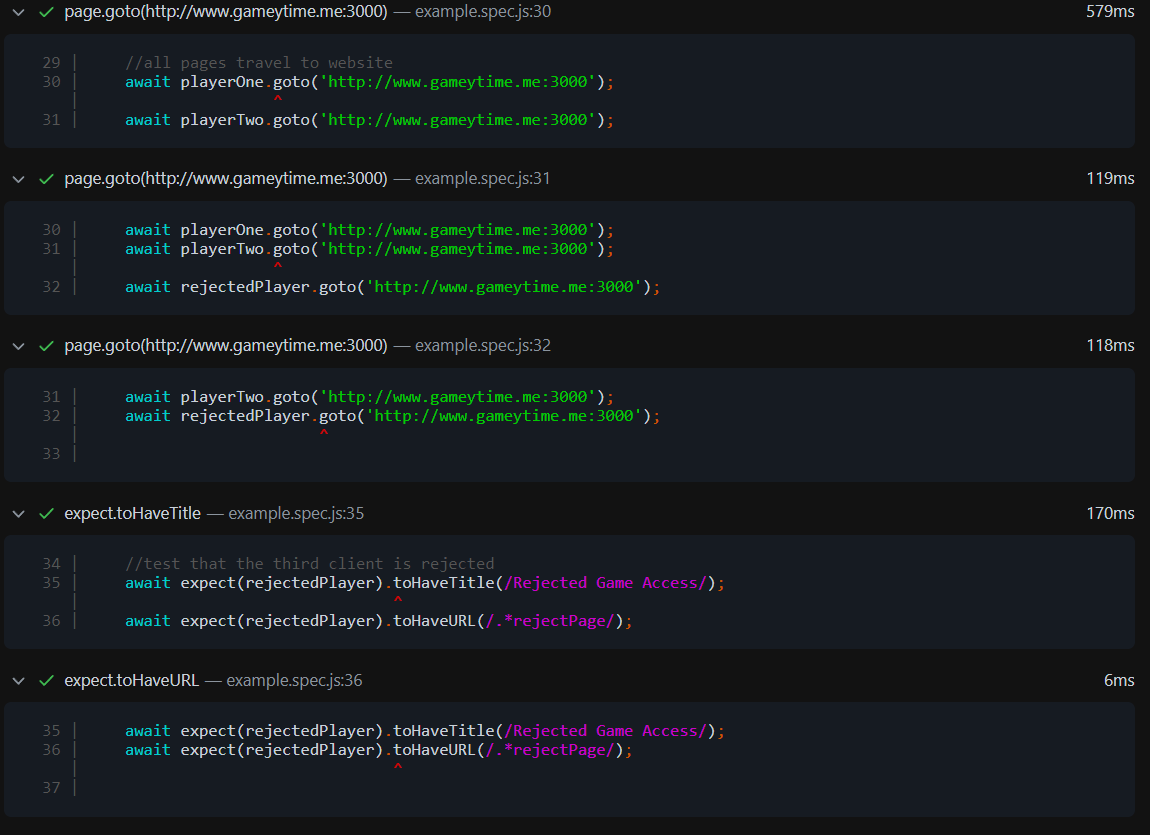 page.goto(http://www.gameytime.me:3000) — example.spec.js:30 579ms
29 | //all pages travel to website
30 | await playerOne.goto('http://www.gameytime.me:3000');
| ^
31 | await playerTwo.goto('http://www.gameytime.me:3000');
page.goto(http://www.gameytime.me:3000) — example.spec.js:31 119ms
30 | await playerOne.goto('http://www.gameytime.me:3000');
31 | await playerTwo.goto('http://www.gameytime.me:3000');
| ^
32 | await rejectedPlayer.goto('http://www.gameytime.me:3000');
page.goto(http://www.gameytime.me:3000) — example.spec.js:32 118ms
31 | await playerTwo.goto('http://www.gameytime.me:3000');
32 | await rejectedPlayer.goto('http://www.gameytime.me:3000');
| ^
33 |
expect.toHaveTitle — example.spec.js:35 170ms
34 | //test that the third client is rejected
35 | await expect(rejectedPlayer).toHaveTitle(/Rejected Game Access/);
| ^
36 | await expect(rejectedPlayer).toHaveURL(/.*rejectPage/);
expect.toHaveURL — example.spec.js:36 6ms
35 | await expect(rejectedPlayer).toHaveTitle(/Rejected Game Access/);
36 | await expect(rejectedPlayer).toHaveURL(/.*rejectPage/);
| ^
37 |